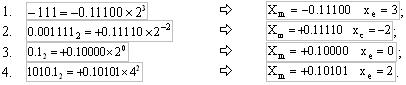 1. −111=−0.11100×2³ ⇨ Xₘ=−0.11100 xₑ=3;
2. 0.001111₂=+0.11110×2⁻² ⇨ Xₘ=+0.11110 xₑ=−2;
3. 0.1₂=+0.10000×2⁰ ⇨ Xₘ=+0.10000 xₑ=0;
4. 1010.1₂=+0.10101×4² ⇨ Xₘ=+0.10101 xₑ=2.